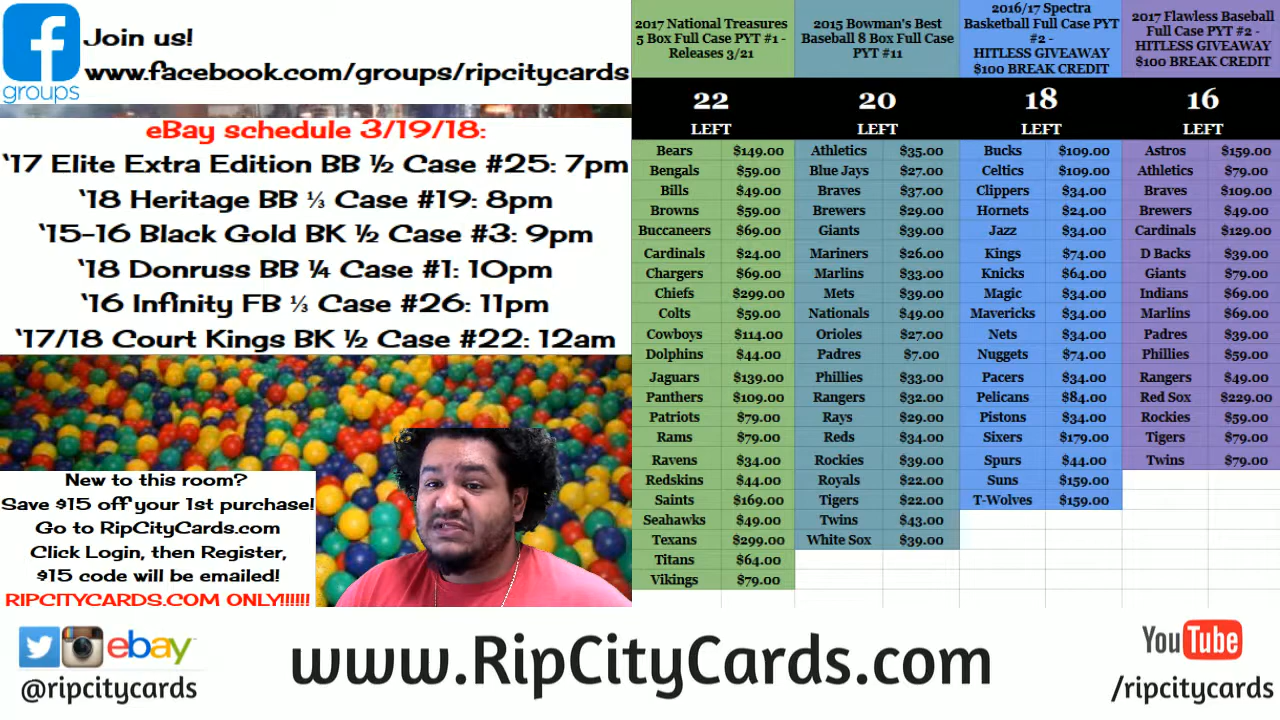 f
groups
Join us!
www.facebook.com/groups/ripcitycards
eBay schedule 3/19/18:
'17 Elite Extra Edition BB ½ Case #25: 7pm
'18 Heritage BB ⅓ Case #19: 8pm
'15-16 Black Gold BK ½ Case #3: 9pm
'18 Donruss BB ¼ Case #1: 10pm
'16 Infinity FB ⅓ Case #26: 11pm
'17/18 Court Kings BK ½ Case #22: 12am
New to this room?
Save $15 off your 1st purchase!
Go to RipCityCards.com
Click Login, then Register,
$15 code will be emailed!
RIPCITYCARDS.COM ONLY!!!!!!
2017 National Treasures
5 Box Full Case PYT #1 -
Releases 3/21
22
LEFT
Bears $149.00
Bengals $59.00
Bills $49.00
Browns $59.00
Buccaneers $69.00
Cardinals $24.00
Chargers $69.00
Chiefs $299.00
Colts $59.00
Cowboys $114.00
Dolphins $44.00
Jaguars $139.00
Panthers $109.00
Patriots $79.00
Rams $79.00
Ravens $34.00
Redskins $44.00
Saints $169.00
Seahawks $49.00
Texans $299.00
Titans $64.00
Vikings $79.00
2015 Bowman's Best
Baseball 8 Box Full Case
PYT #11
20
LEFT
Athletics $35.00
Blue Jays $27.00
Braves $37.00
Brewers $29.00
Giants $39.00
Mariners $26.00
Marlins $33.00
Mets $39.00
Nationals $49.00
Orioles $27.00
Padres $7.00
Phillies $33.00
Rangers $32.00
Rays $29.00
Reds $34.00
Rockies $39.00
Royals $22.00
Tigers $22.00
Twins $43.00
White Sox $39.00
2016/17 Spectra
Basketball Full Case PYT
#2 -
HITLESS GIVEAWAY
$100 BREAK CREDIT
18
LEFT
Bucks $109.00
Celtics $109.00
Clippers $34.00
Hornets $24.00
Jazz $34.00
Kings $74.00
Knicks $64.00
Magic $34.00
Mavericks $34.00
Nets $34.00
Nuggets $74.00
Pacers $34.00
Pelicans $84.00
Pistons $34.00
Sixers $179.00
Spurs $44.00
Suns $159.00
T-Wolves $159.00
2017 Flawless Baseball
Full Case PYT #2 -
HITLESS GIVEAWAY
$100 BREAK CREDIT
16
LEFT
Astros $159.00
Athletics $79.00
Braves $109.00
Brewers $49.00
Cardinals $129.00
D Backs $39.00
Giants $79.00
Indians $69.00
Marlins $69.00
Padres $39.00
Phillies $59.00
Rangers $49.00
Red Sox $229.00
Rockies $59.00
Tigers $79.00
Twins $79.00
ebay
@ripcitycards
www.RipCityCards.com
YouTube
/ripcitycards